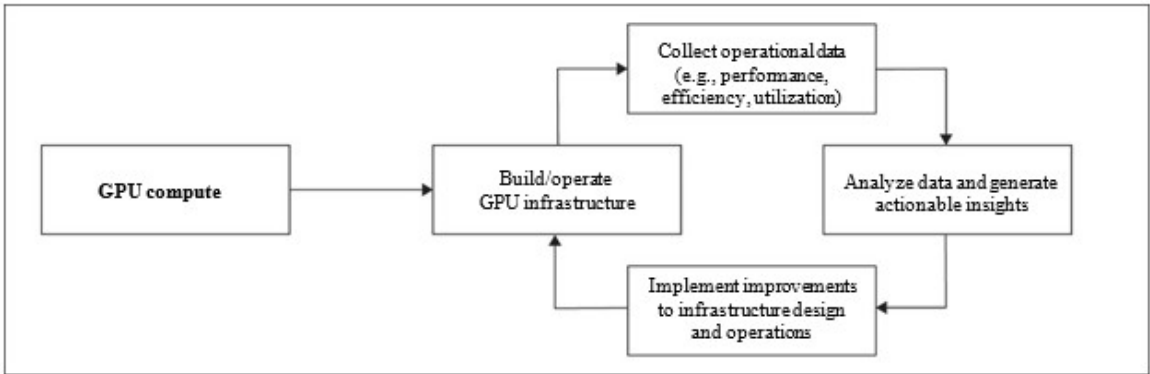 GPU compute
Build/operate
GPU infrastructure
Collect operational data
(e.g., performance,
efficiency, utilization)
Analyze data and generate
actionable insights
Implement improvements
to infrastructure design
and operations